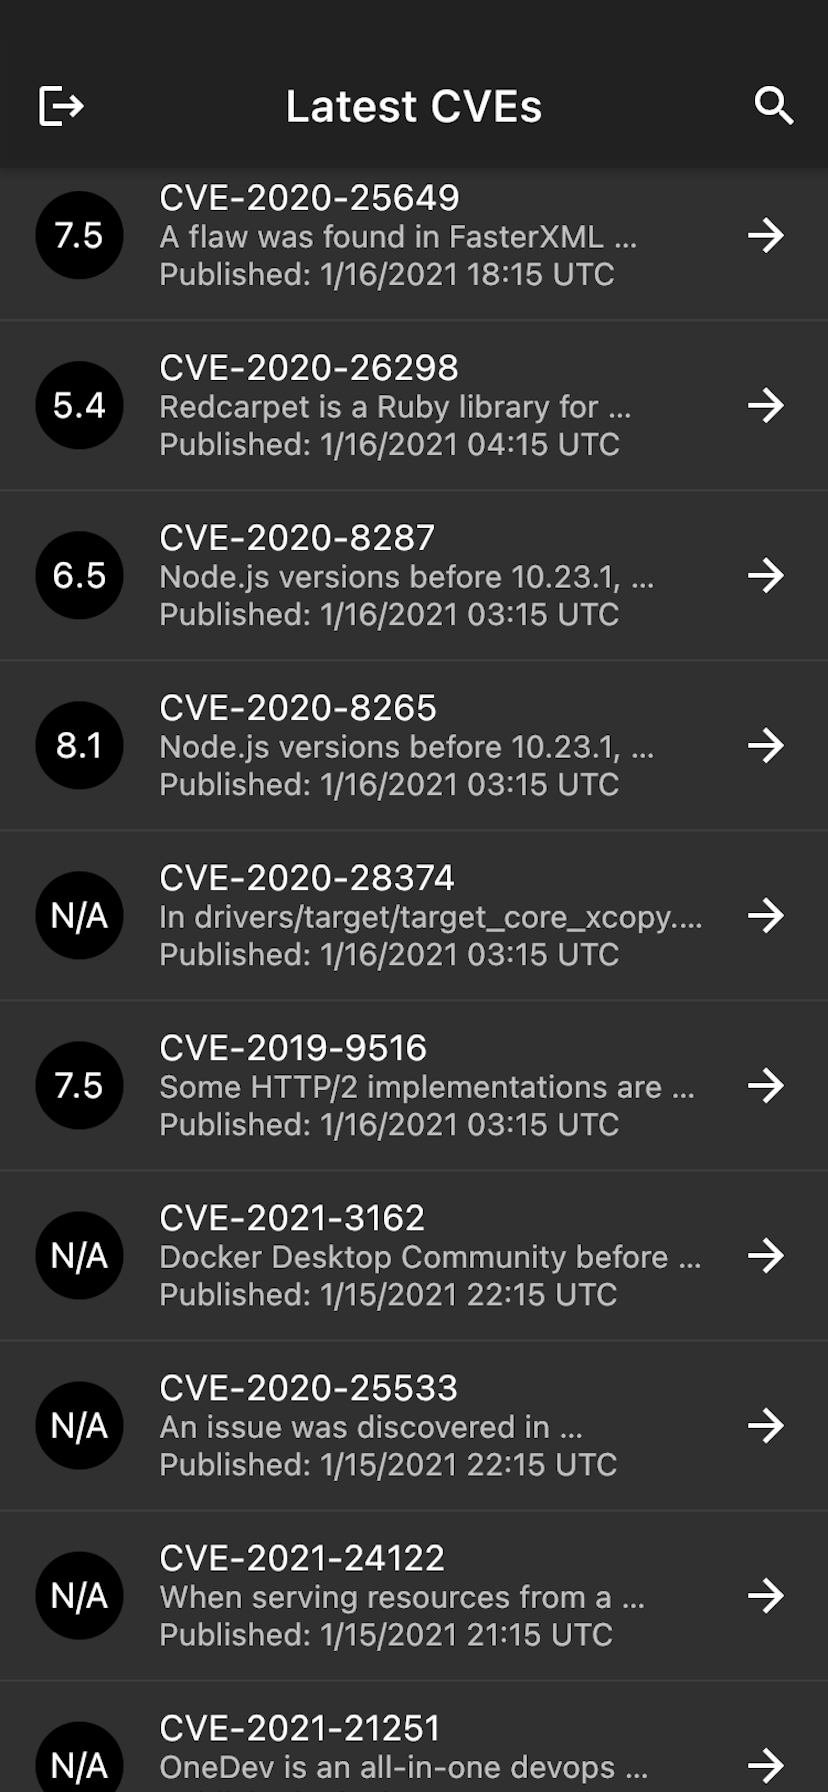 Latest CVEs
7.5
CVE-2020-25649
A flaw was found in FasterXML ...
Published: 1/16/2021 18:15 UTC
5.4
CVE-2020-26298
Redcarpet is a Ruby library for ...
Published: 1/16/2021 04:15 UTC
6.5
CVE-2020-8287
Node.js versions before 10.23.1, ...
Published: 1/16/2021 03:15 UTC
8.1
CVE-2020-8265
Node.js versions before 10.23.1, ...
Published: 1/16/2021 03:15 UTC
N/A
CVE-2020-28374
In drivers/target/target_core_xcopy....
Published: 1/16/2021 03:15 UTC
7.5
CVE-2019-9516
Some HTTP/2 implementations are ...
Published: 1/16/2021 03:15 UTC
N/A
CVE-2021-3162
Docker Desktop Community before ...
Published: 1/15/2021 22:15 UTC
N/A
CVE-2020-25533
An issue was discovered in ...
Published: 1/15/2021 22:15 UTC
N/A
CVE-2021-24122
When serving resources from a ...
Published: 1/15/2021 21:15 UTC
N/A
CVE-2021-21251
OneDev is an all-in-one devops ...